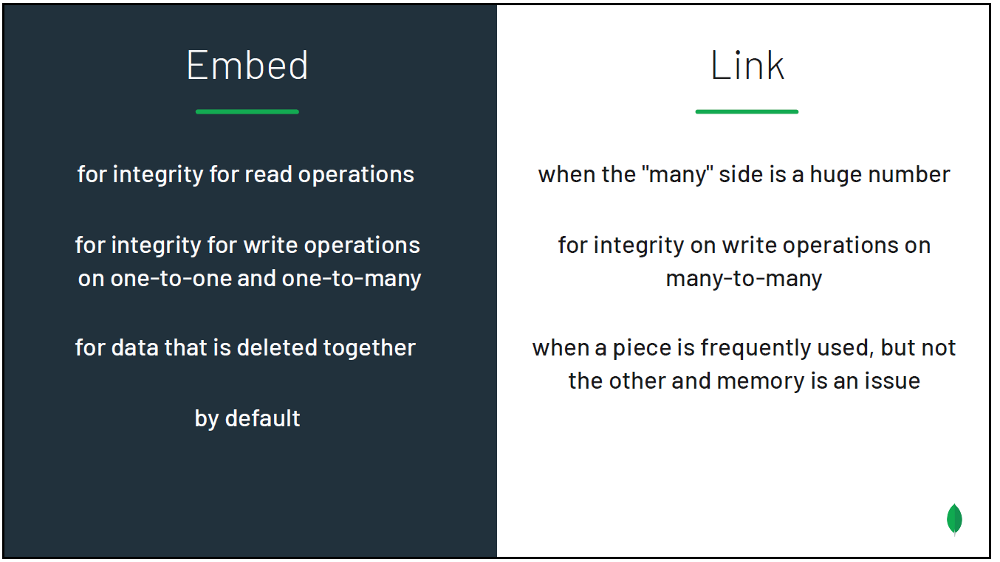 Embed
for integrity for read operations
for integrity for write operations
on one-to-one and one-to-many
for data that is deleted together
by default
Link
when the "many" side is a huge number
for integrity on write operations on
many-to-many
when a piece is frequently used, but not
the other and memory is an issue